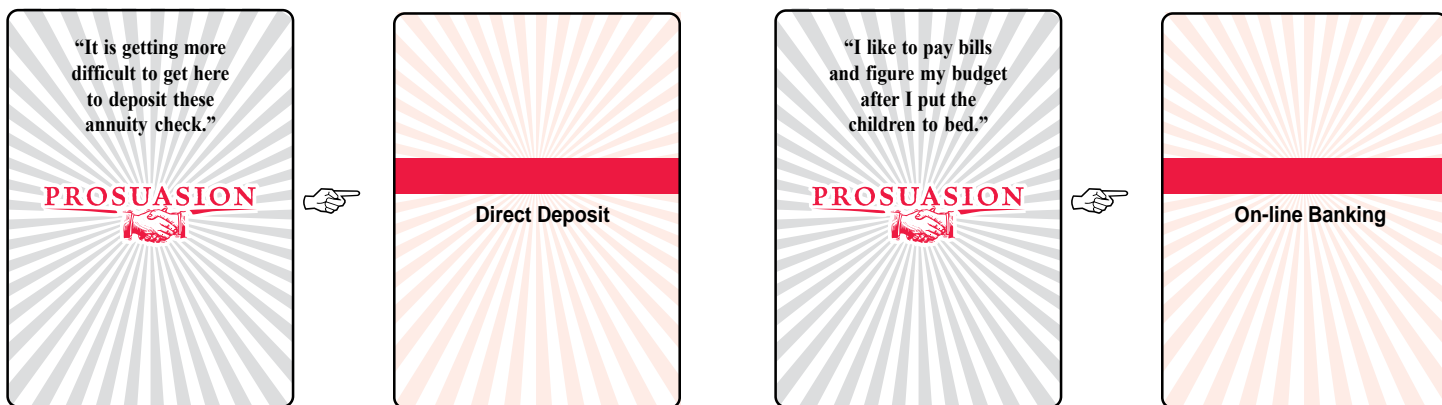 “It is getting more
difficult to get here
to deposit these
annuity check.”
PROSUASION
Direct Deposit
“I like to pay bills
and figure my budget
after I put the
children to bed.”
PROSUASION
On-line Banking